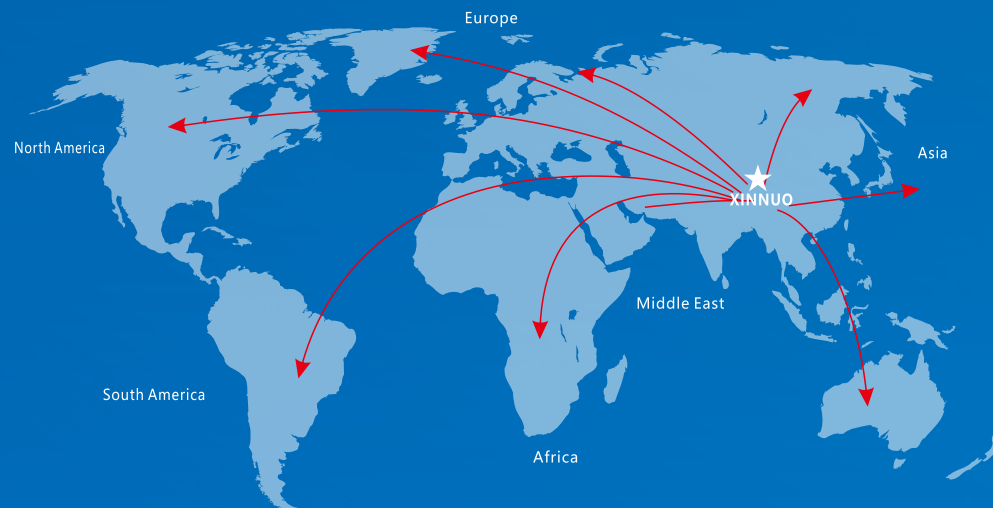 Europe
North America
Asia
XINNUO
Middle East
South America
Africa